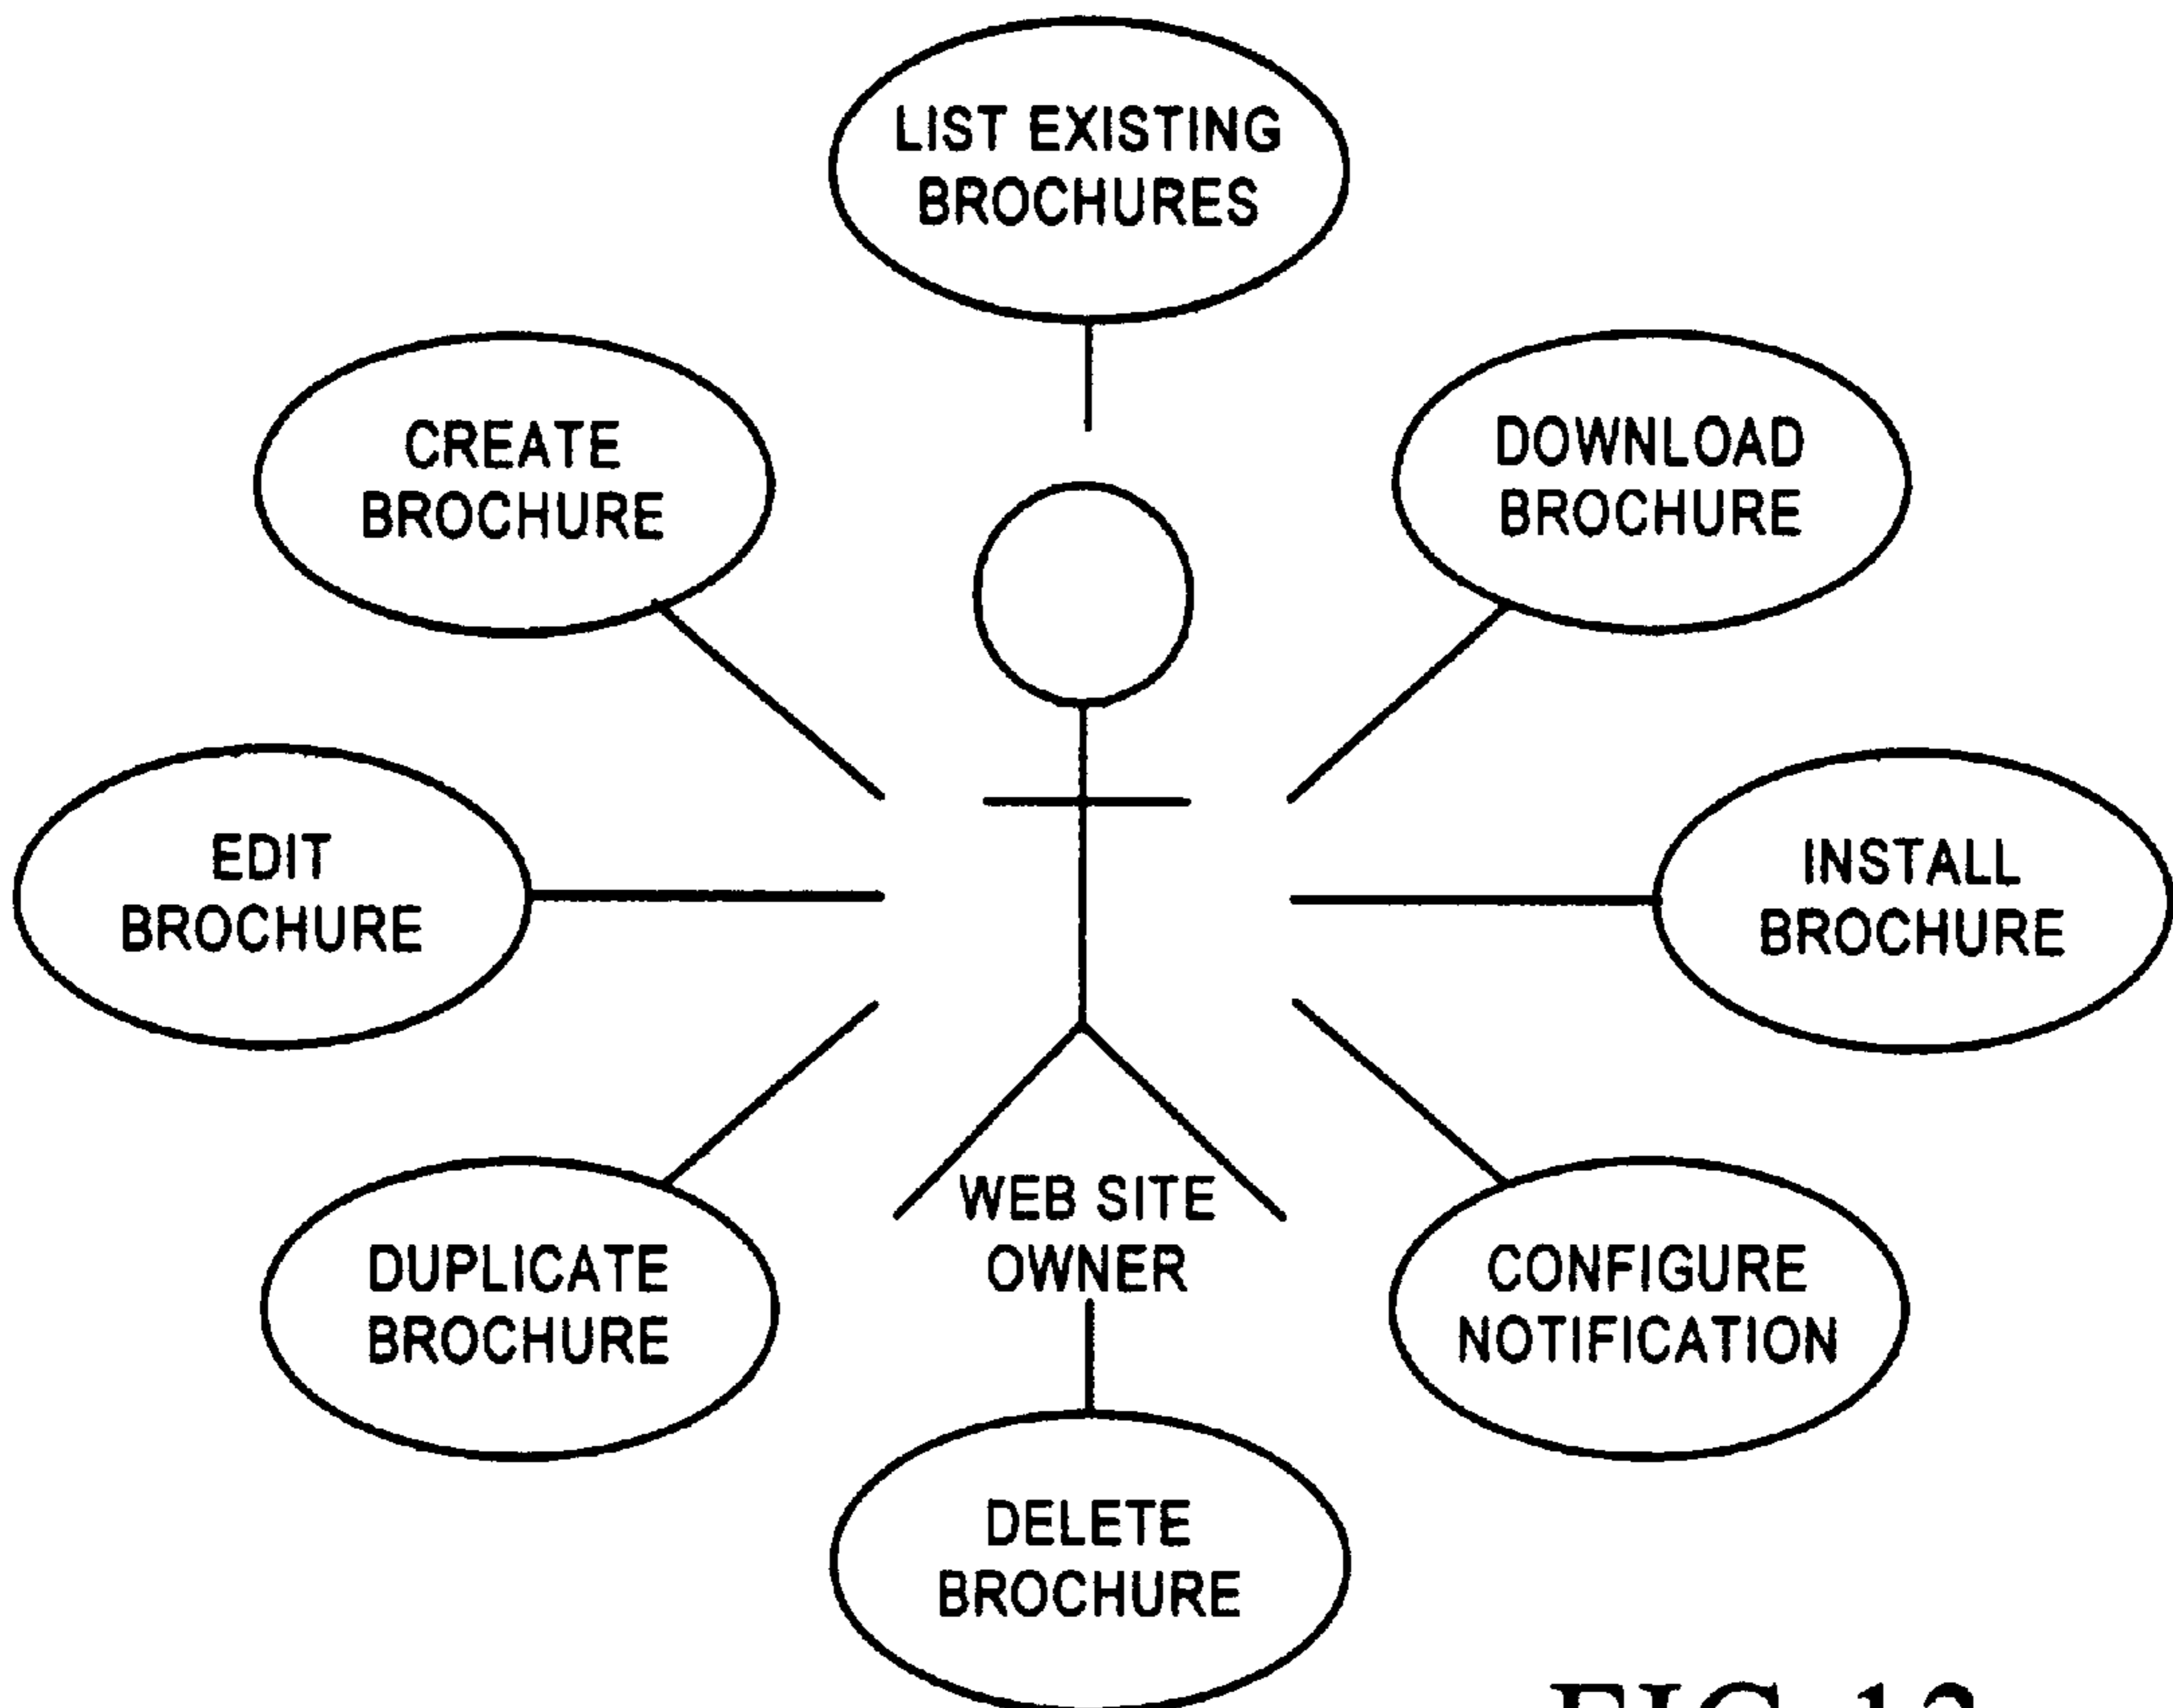 LIST EXISTING
BROCHURES
CREATE
BROCHURE
DOWNLOAD
BROCHURE
EDIT
BROCHURE
INSTALL
BROCHURE
WEB SITE
OWNER
DUPLICATE
BROCHURE
CONFIGURE
NOTIFICATION
DELETE
BROCHURE